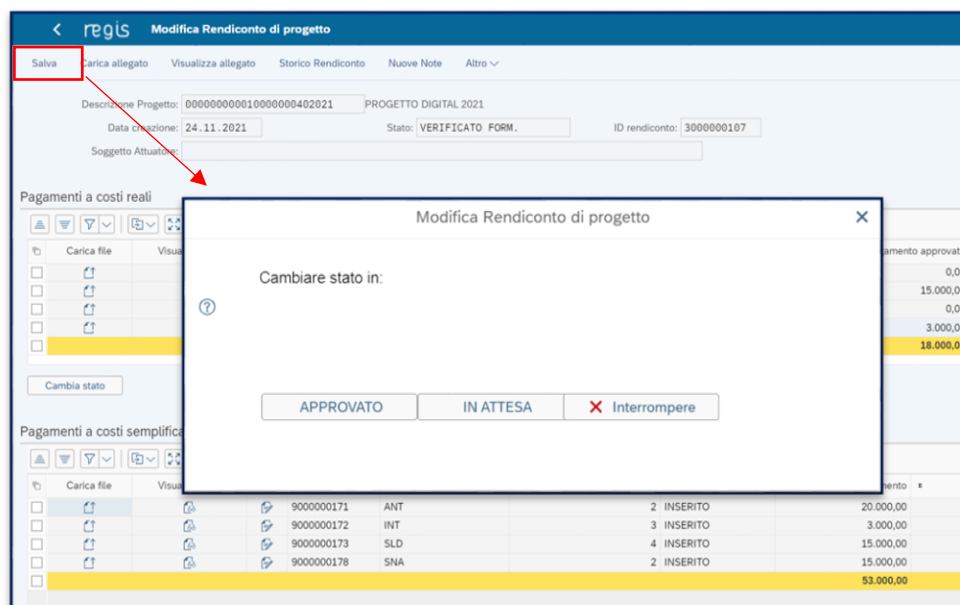 regis Modifica Rendiconto di progetto
Salva Carica allegato Visualizza allegato Storico Rendiconto Nuove Note Altro
Descrizione Progetto: 000000000010000000402021 PROGETTO DIGITAL 2021
Data creazione: 24.11.2021 Stato: VERIFICATO FORM. ID rendiconto: 3000000107
Soggetto Attuatore:
Pagamenti a costi reali
Modifica Rendiconto di progetto
Carica file Visua amento approvat
Cambiare stato in:
0,0
15.000,0
0,0
3.000,0
18.000,0
Cambia stato
APPROVATO IN ATTESA Interrompere
Pagamenti a costi semplifica
Carica file Visua mento
9000000171 ANT 2 INSERITO 20.000,00
9000000172 INT 3 INSERITO 3.000,00
9000000173 SLD 4 INSERITO 15.000,00
9000000178 SNA 2 INSERITO 15.000,00
53.000,00